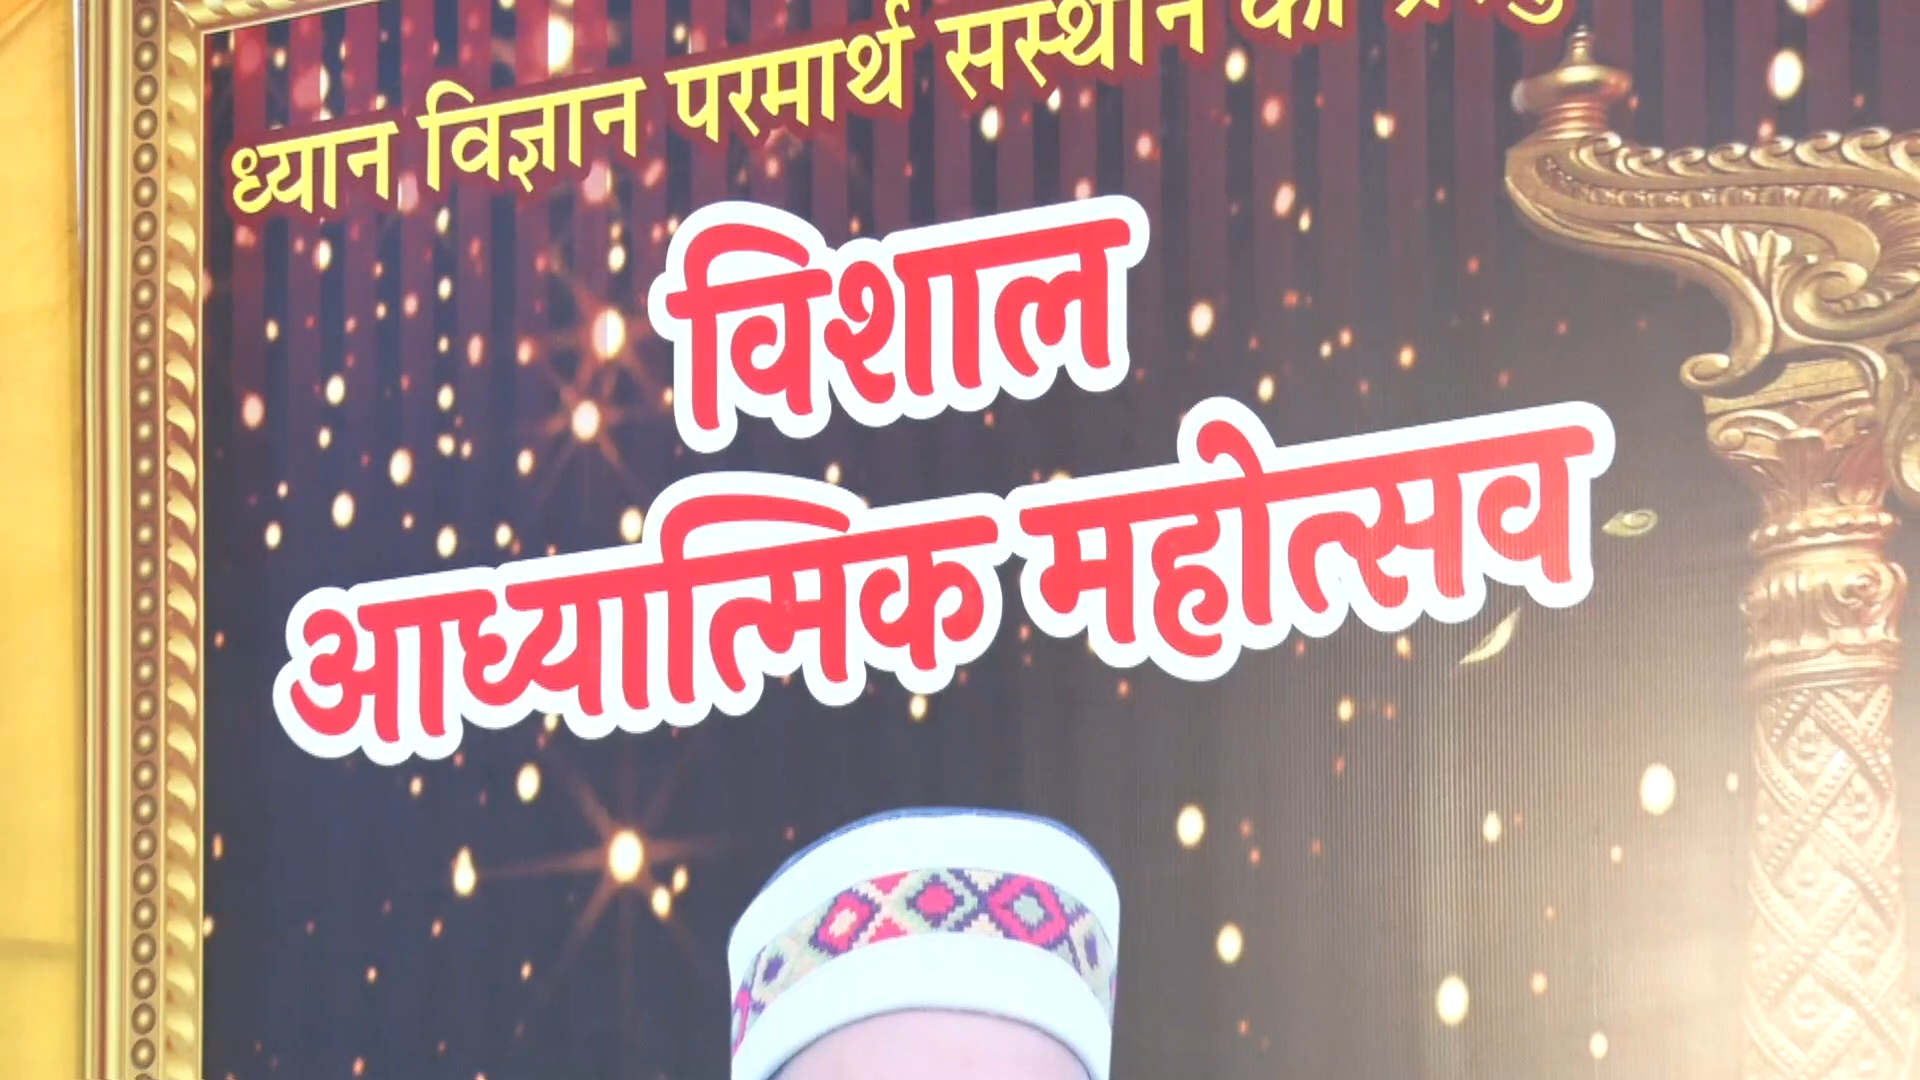 ध्यान विज्ञान परमार्थ संस्थान
विशाल
आध्यात्मिक महोत्सव